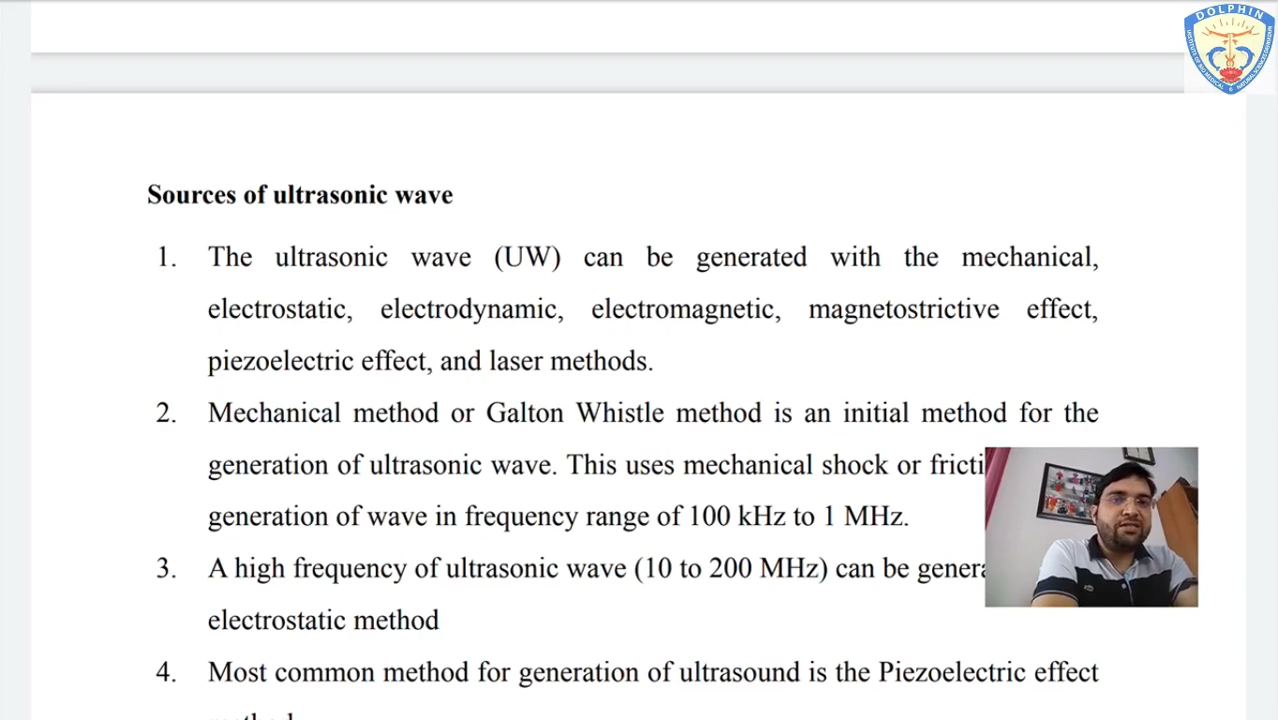 DOLPHIN
Sources of ultrasonic wave
1. The ultrasonic wave (UW) can be generated with the mechanical,
electrostatic, electrodynamic, electromagnetic, magnetostrictive effect,
piezoelectric effect, and laser methods.
2. Mechanical method or Galton Whistle method is an initial method for the
generation of ultrasonic wave. This uses mechanical shock or
generation of wave in frequency range of 100 kHz to 1 MHz.
3. A high frequency of ultrasonic wave (10 to 200 MHz) can be
electrostatic method
4. Most common method for generation of ultrasound is the Piezoelectric effect